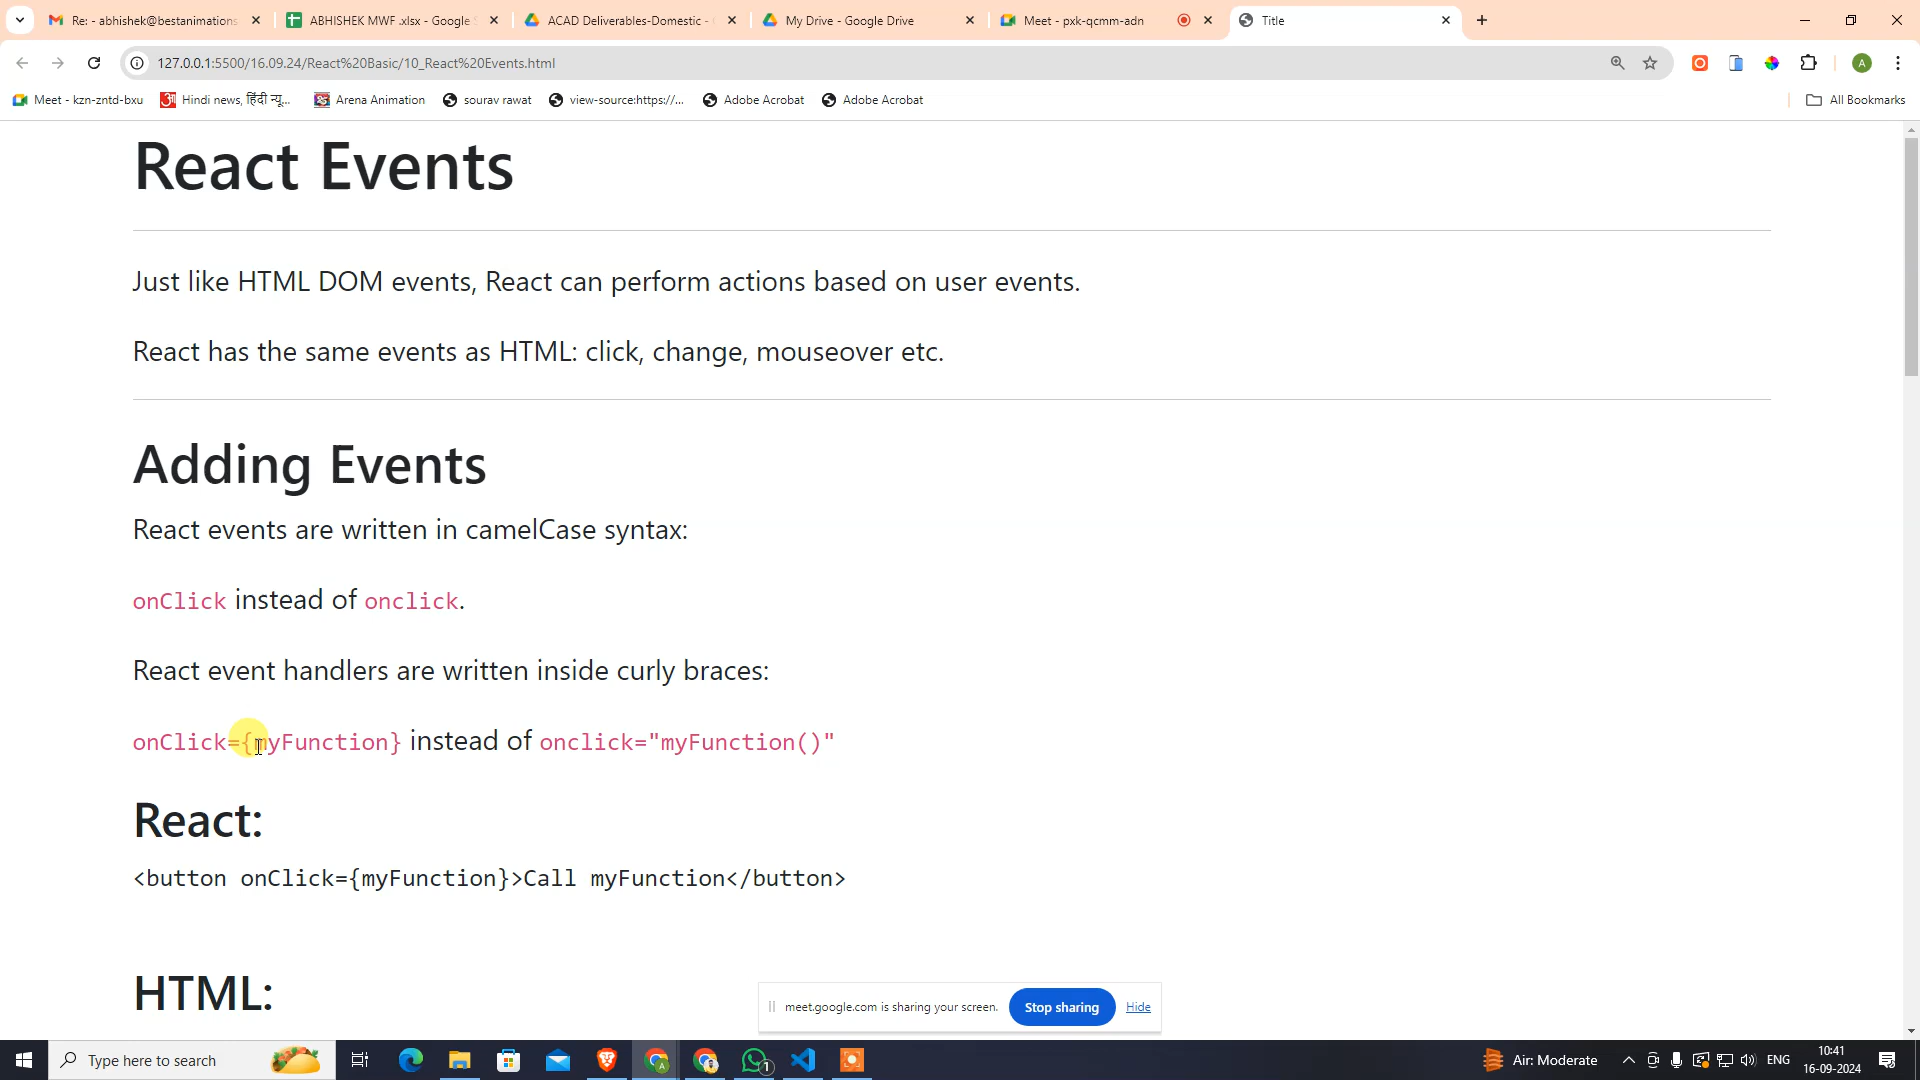 Re: - abhishek@bestanimations
ABHISHEK MWF .xlsx - Google S
ACAD Deliverables-Domestic -
My Drive - Google Drive
Meet - pxk-qcmm-adn
Title
127.0.0.1:5500/16.09.24/React%20Basic/10_React%20Events.html
A
Meet - kzn-zntd-bxu
Hindi news, हिंदी न्यू...
Arena Animation
sourav rawat
view-source:https://...
Adobe Acrobat
Adobe Acrobat
All Bookmarks
React Events
Just like HTML DOM events, React can perform actions based on user events.
React has the same events as HTML: click, change, mouseover etc.
Adding Events
React events are written in camelCase syntax:
onClick instead of onclick.
React event handlers are written inside curly braces:
onClick={myFunction} instead of onclick="myFunction()"
React:
<button onClick={myFunction}>Call myFunction</button>
HTML:
meet.google.com is sharing your screen.
Stop sharing
Hide
Type here to search
A
1
Air: Moderate
ENG
10:41
16-09-2024